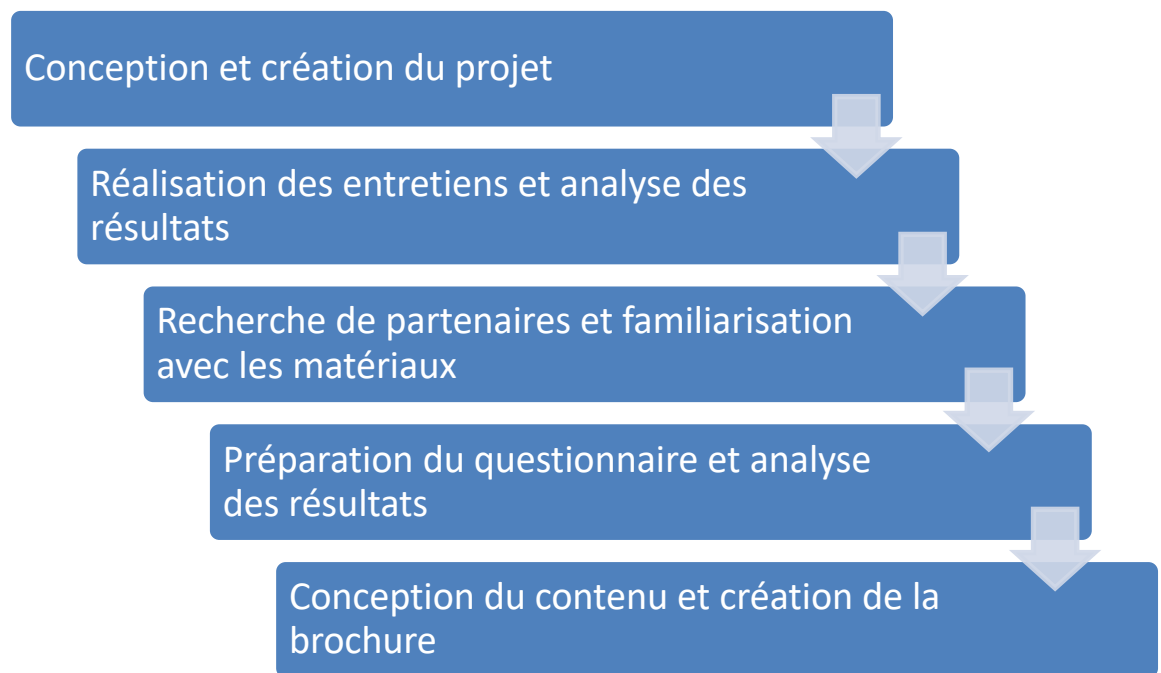 Conception et création du projet
Réalisation des entretiens et analyse des
résultats
Recherche de partenaires et familiarisation
avec les matériaux
Préparation du questionnaire et analyse
des résultats
Conception du contenu et création de la
brochure